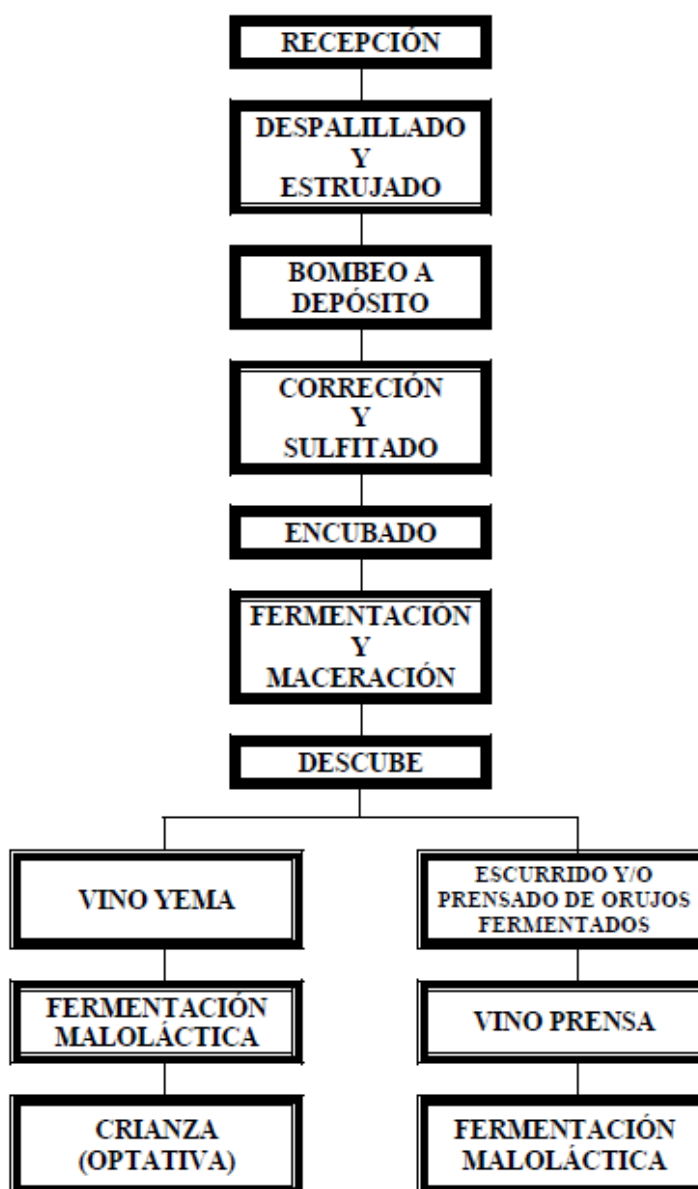 RECEPCIÓN
DESPALILLADO
Y
ESTRUJADO
BOMBEO A
DEPÓSITO
CORRECIÓN
Y
SULFITADO
ENCUBADO
FERMENTACIÓN
Y
MACERACIÓN
DESCUBE
VINO YEMA
FERMENTACIÓN
MALOLÁCTICA
CRIANZA
(OPTATIVA)
ESCURRIDO Y/O
PRENSADO DE ORUJOS
FERMENTADOS
VINO PRENSA
FERMENTACIÓN
MALOLÁCTICA